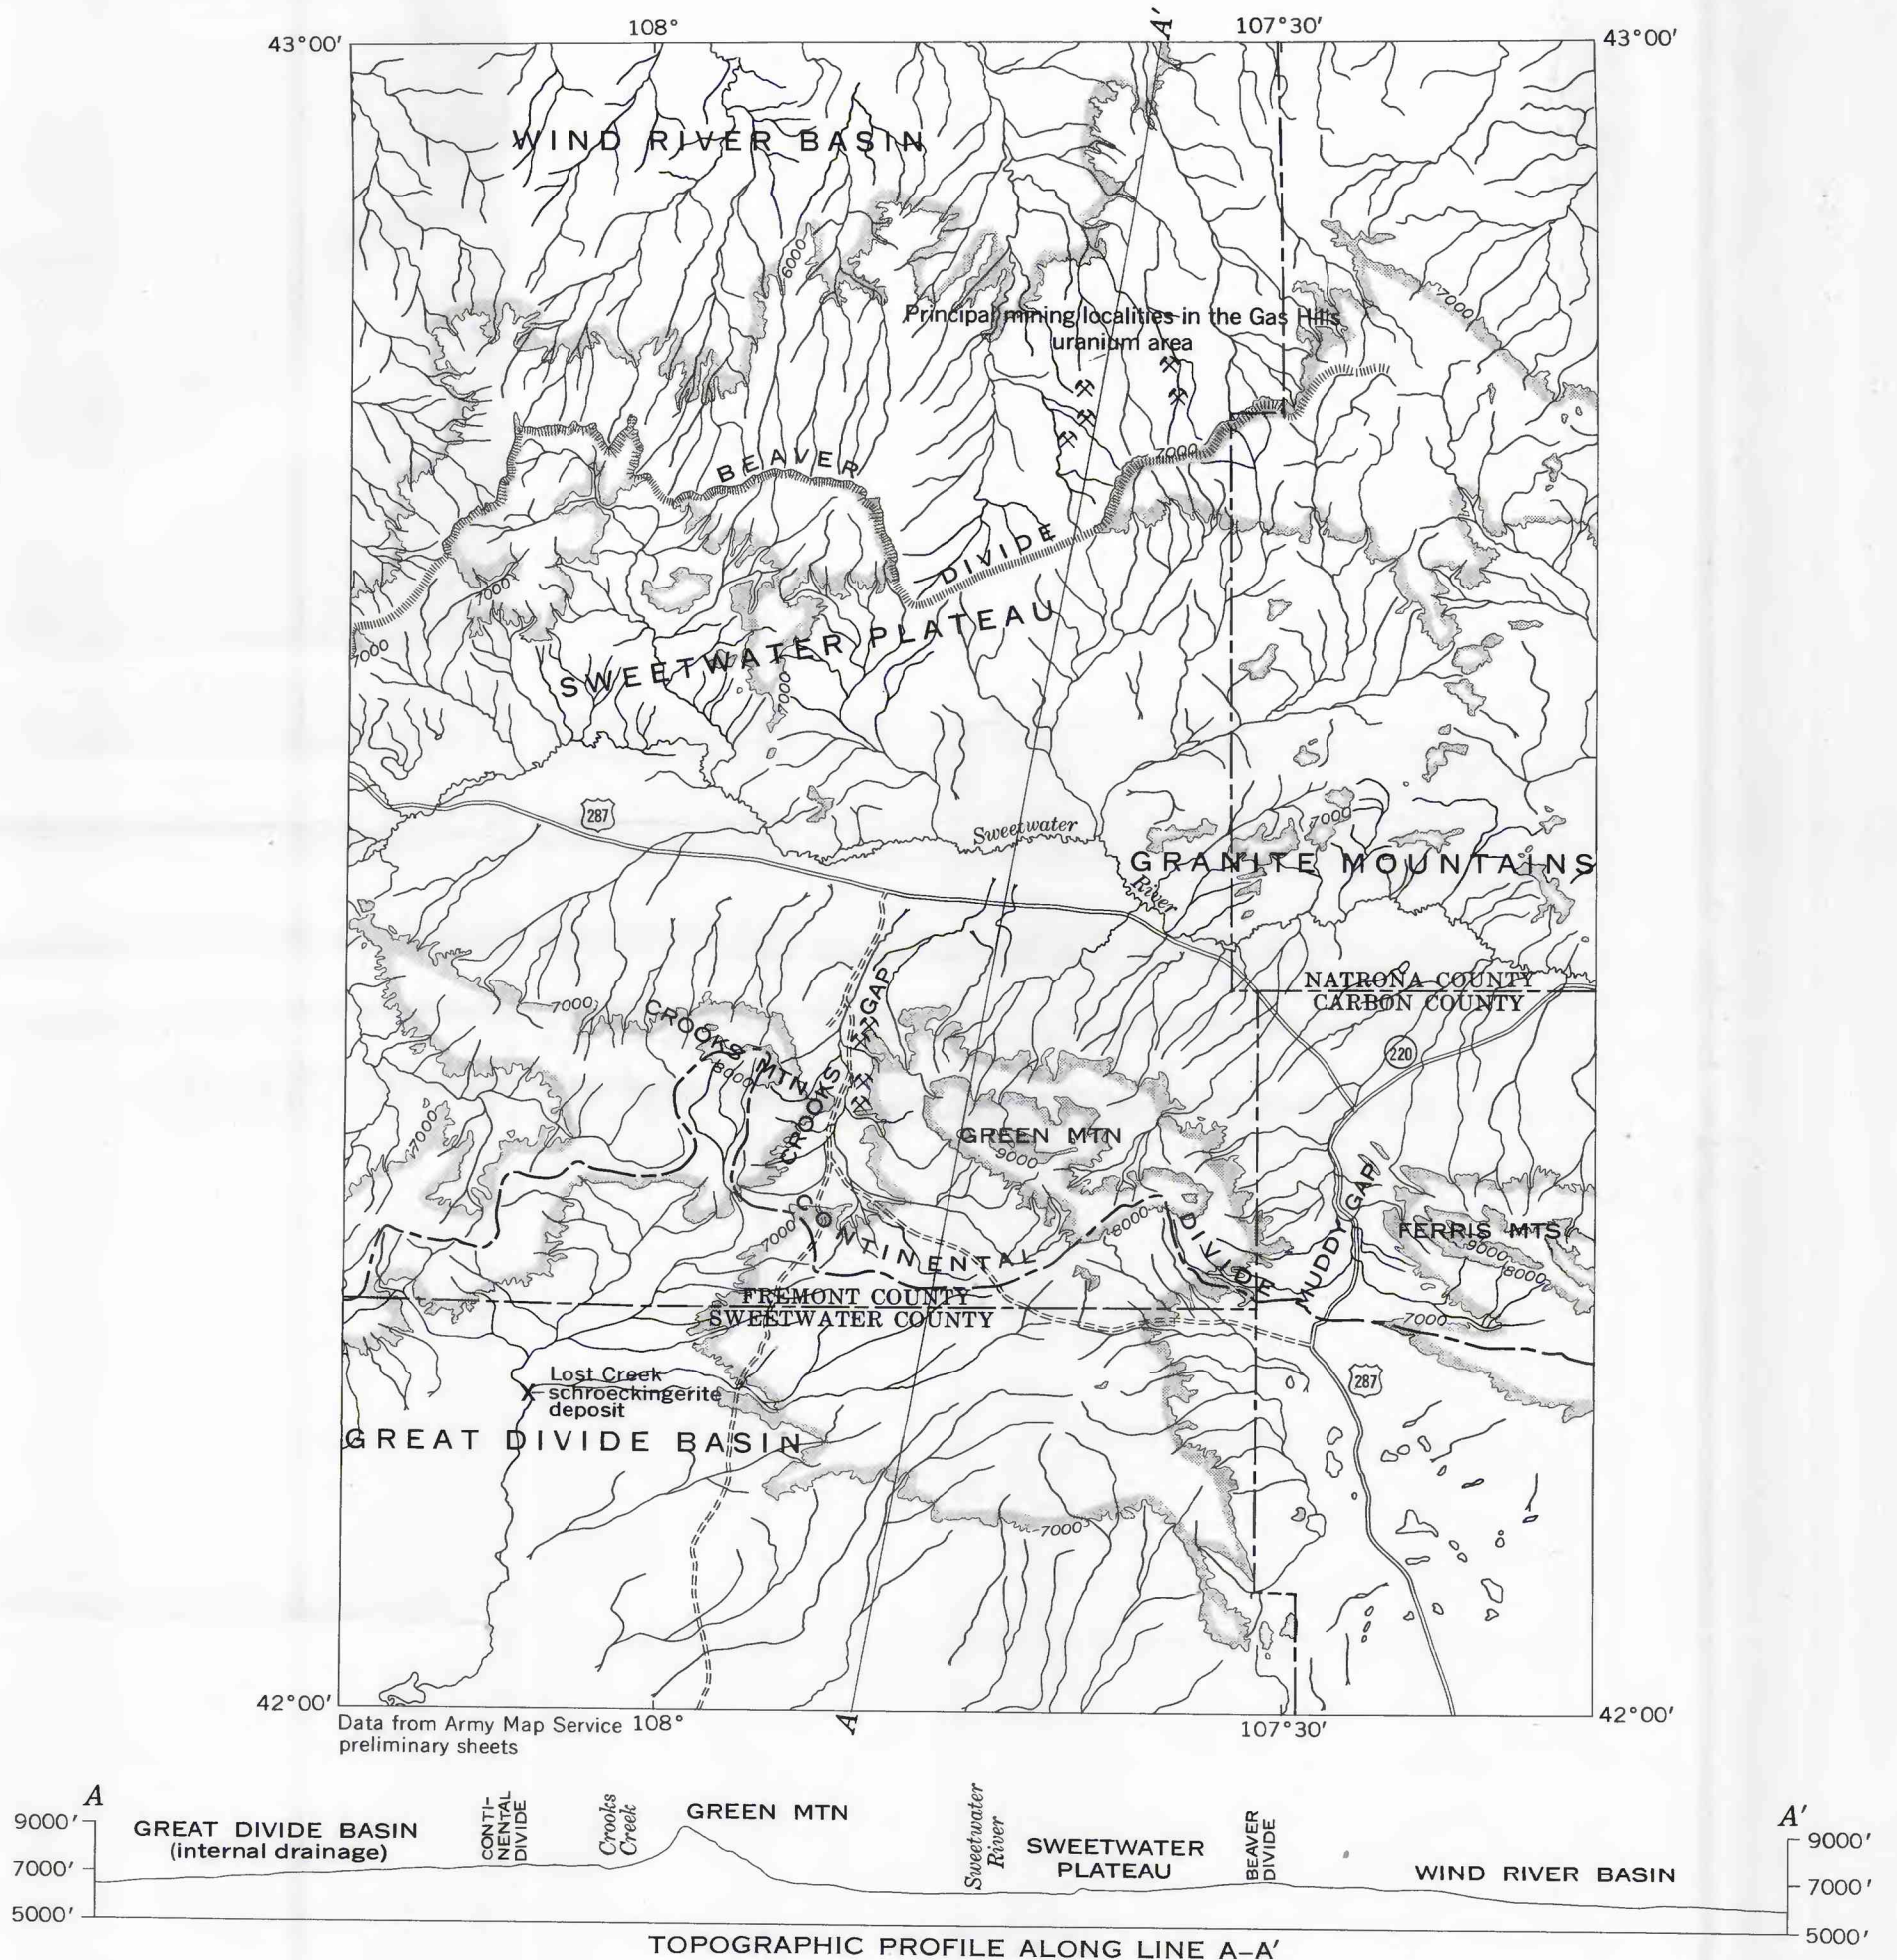 108°
A'
107°30'
43°00'
43°00'
WIND RIVER BASIN
6000
7000
Principal mining localities in the Gas Hills
uranium area
7000
BEAVER
DIVIDE
7000
7000
SWEETWATER PLATEAU
7000
287
Sweetwater
River
7000
GRANITE MOUNTAINS
NATRONA COUNTY
CARBON COUNTY
7000
CROOKS MTN
8000
CROOKS GAP
220
7000
GREEN MTN
9000
CONTINENTAL DIVIDE
7000
8000
MUDDY GAP
FERRIS MTS
9000
8000
FREMONT COUNTY
SWEETWATER COUNTY
7000
Lost Creek
X schroeckingerite
deposit
287
GREAT DIVIDE BASIN
7000
42°00'
42°00'
Data from Army Map Service
preliminary sheets
108°
A
107°30'
A
A'
9000'
7000'
5000'
GREAT DIVIDE BASIN
(internal drainage)
CONTI-
NENTAL
DIVIDE
Crooks
Creek
GREEN MTN
Sweetwater
River
SWEETWATER
PLATEAU
BEAVER
DIVIDE
WIND RIVER BASIN
9000'
7000'
5000'
TOPOGRAPHIC PROFILE ALONG LINE A–A'